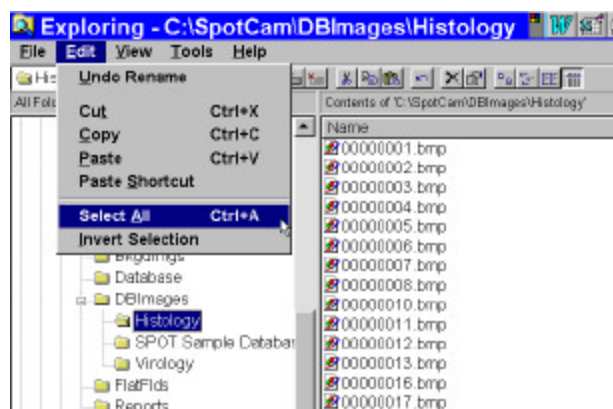 Exploring - C:\SpotCam\DBImages\Histology
File Edit View Tools Help
All
Contents of 'C:\SpotCam\DBImages\Histology'
Undo Rename
Cut Ctrl+X
Copy Ctrl+C
Paste Ctrl+V
Paste Shortcut
Select All Ctrl+A
Invert Selection
Database
DBImages
Histology
SPOT Sample
Virology
FlatFlds
Reports
Name
00000001.bmp
00000002.bmp
00000003.bmp
00000004.bmp
00000005.bmp
00000006.bmp
00000007.bmp
00000008.bmp
00000010.bmp
00000011.bmp
00000012.bmp
00000013.bmp
00000016.bmp
00000017.bmp